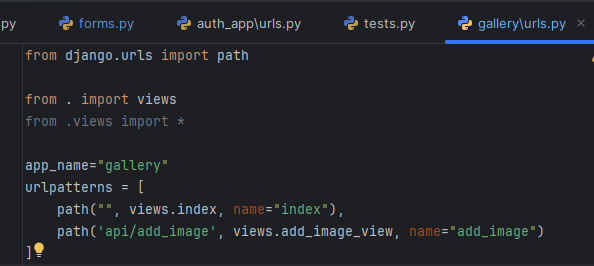 py forms.py auth_app\urls.py tests.py gallery\urls.py ×
from django.urls import path
from . import views
from .views import *
app_name="gallery"
urlpatterns = [
    path("", views.index, name="index"),
    path('api/add_image', views.add_image_view, name="add_image")
]